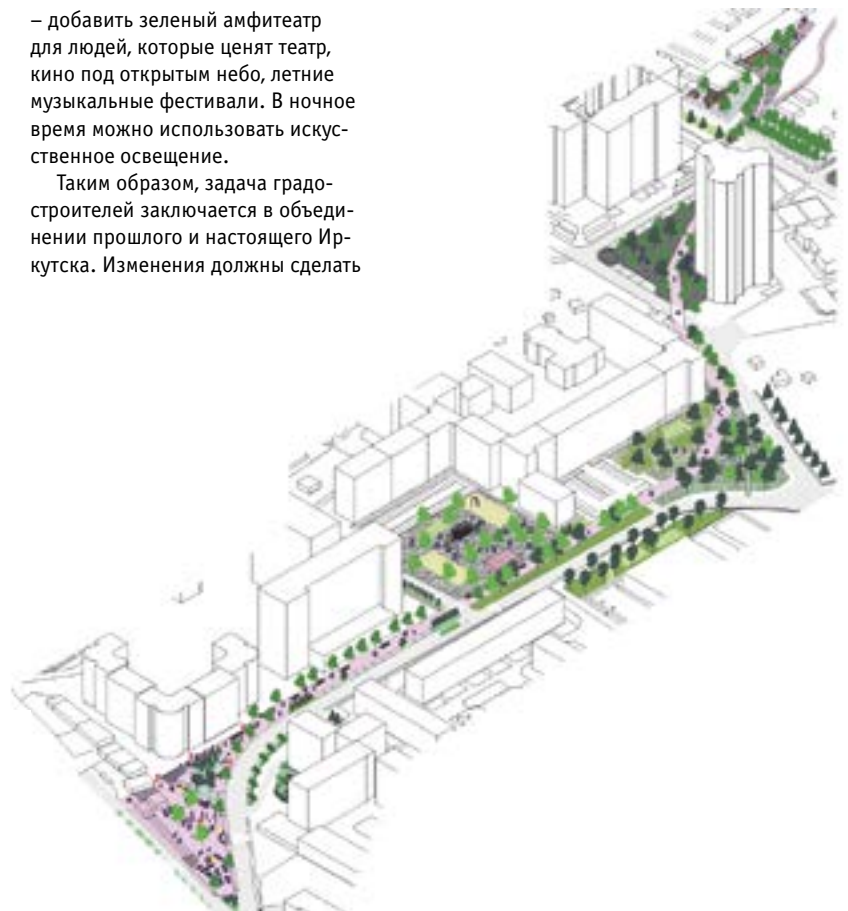 – добавить зеленый амфитеатр
для людей, которые ценят театр,
кино под открытым небо, летние
музыкальные фестивали. В ночное
время можно использовать искус-
ственное освещение.
Таким образом, задача градо-
строителей заключается в объеди-
нении прошлого и настоящего Ир-
кутска. Изменения должны сделать